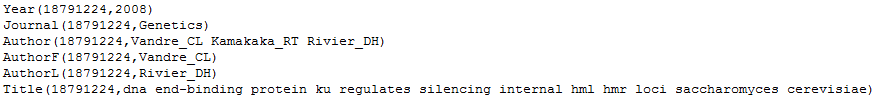 Year(18791224,2008)
Journal(18791224,Genetics)
Author(18791224,Vandre_CL Kamakaka_RT Rivier_DH)
AuthorF(18791224,Vandre_CL)
AuthorL(18791224,Rivier_DH)
Title(18791224,dna end-binding protein ku regulates silencing internal hml hmr loci saccharomyces cerevisiae)